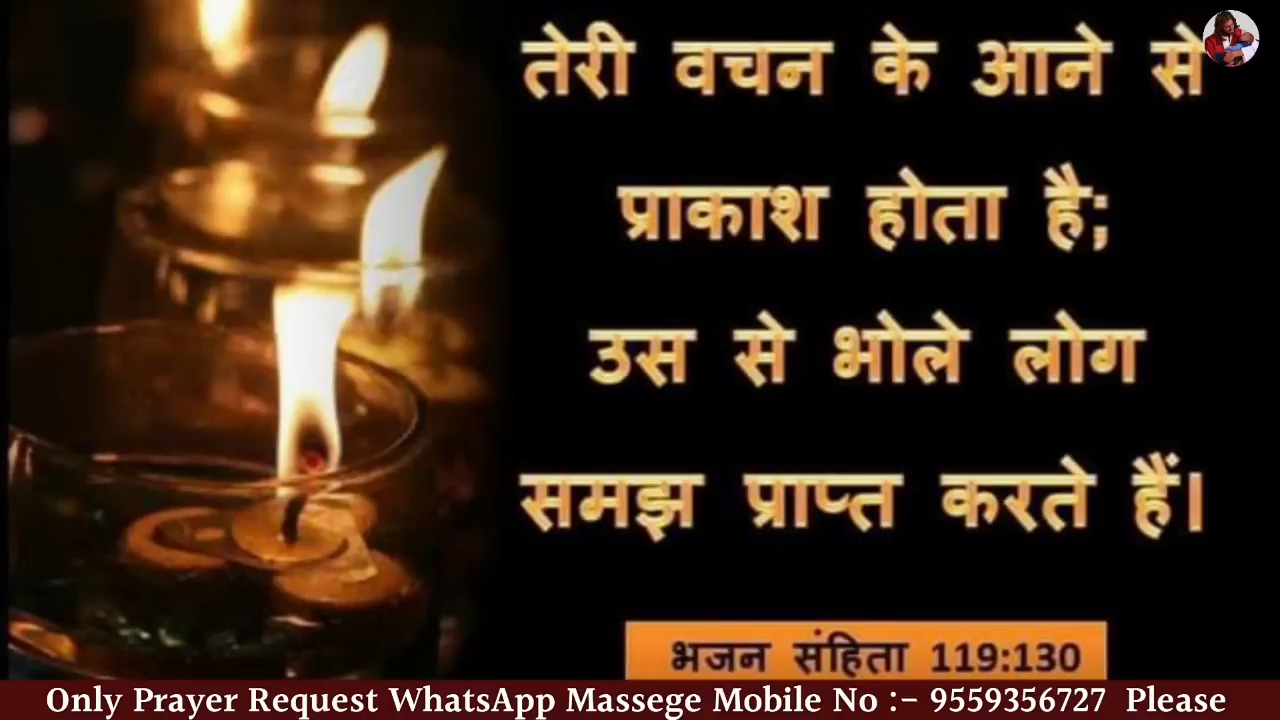 तेरी वचन के आने से
प्राकाश होता है;
उस से भोले लोग
समझ प्राप्त करते हैं।
भजन संहिता 119:130
Only Prayer Request WhatsApp Massege Mobile No :- 9559356727 Please